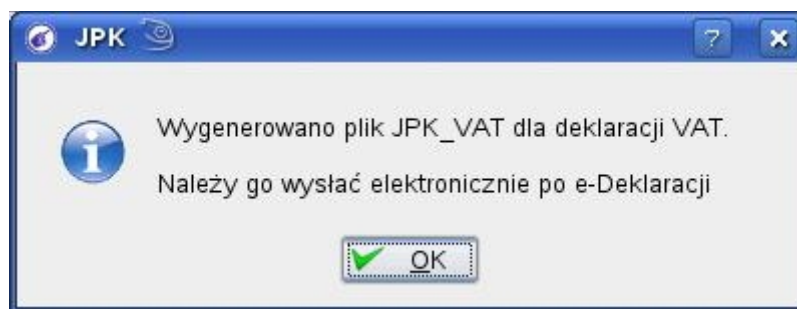 JPK
Wygenerowano plik JPK_VAT dla deklaracji VAT.
Należy go wysłać elektronicznie po e-Deklaracji
OK